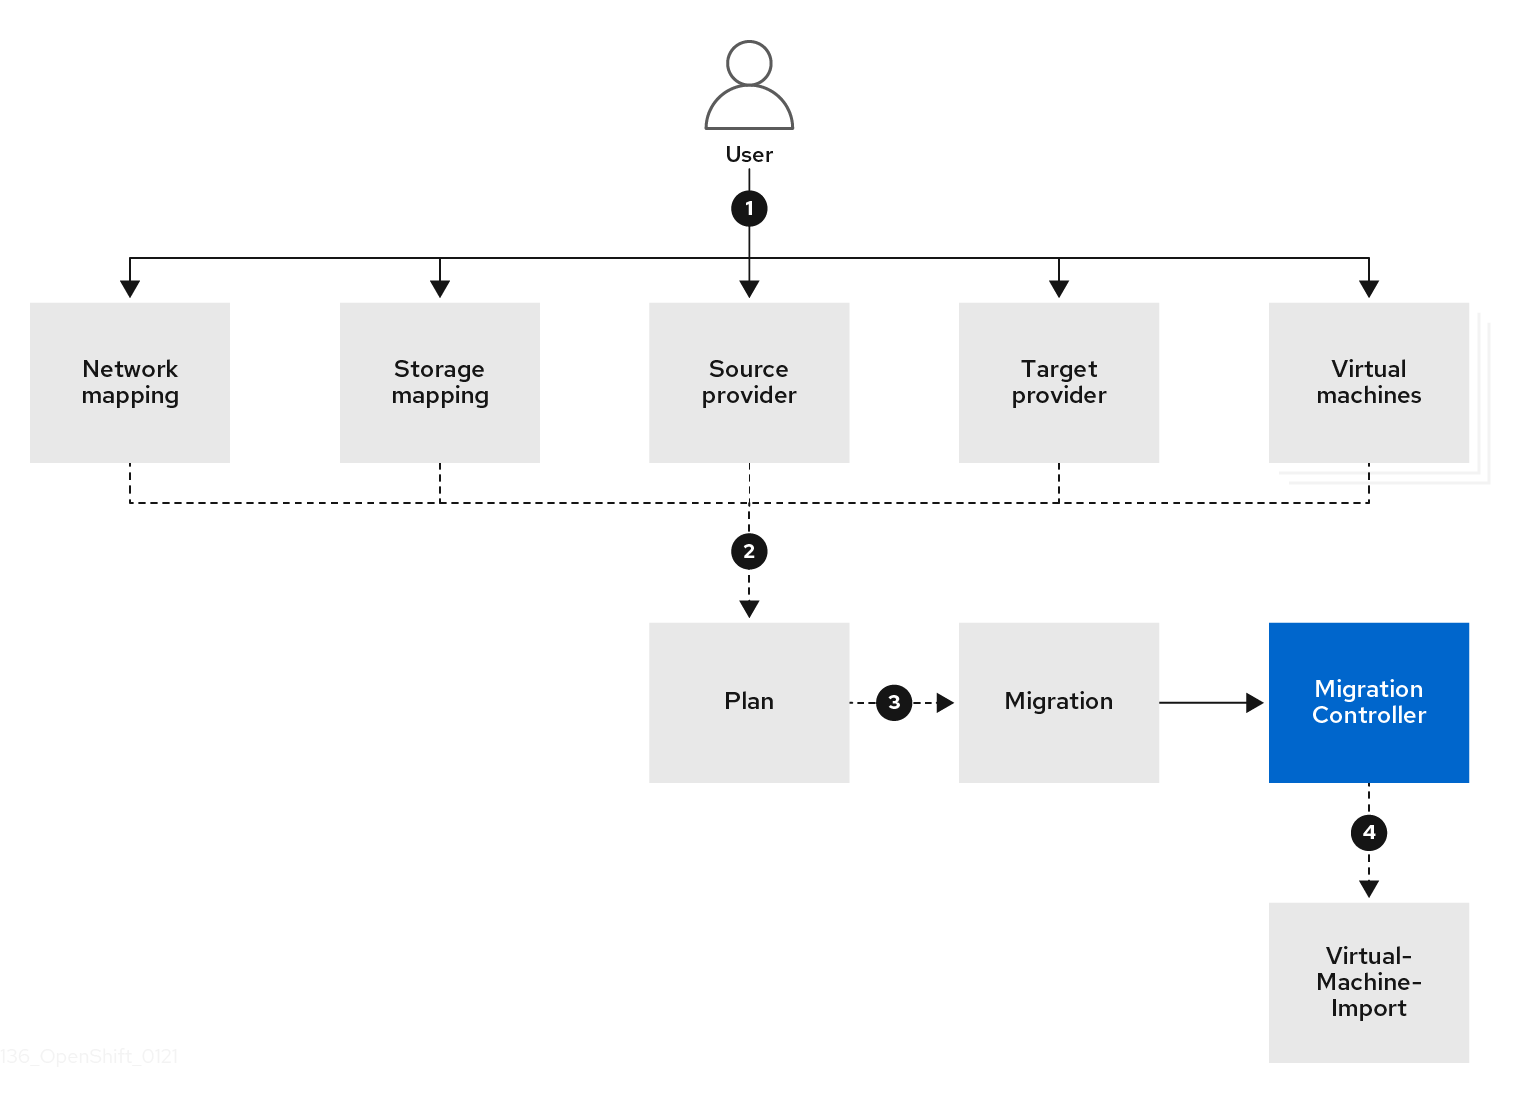 User
1
Network
mapping
Storage
mapping
Source
provider
Target
provider
Virtual
machines
2
Plan
3
Migration
Migration
Controller
4
Virtual-
Machine-
Import
136_OpenShift_0121